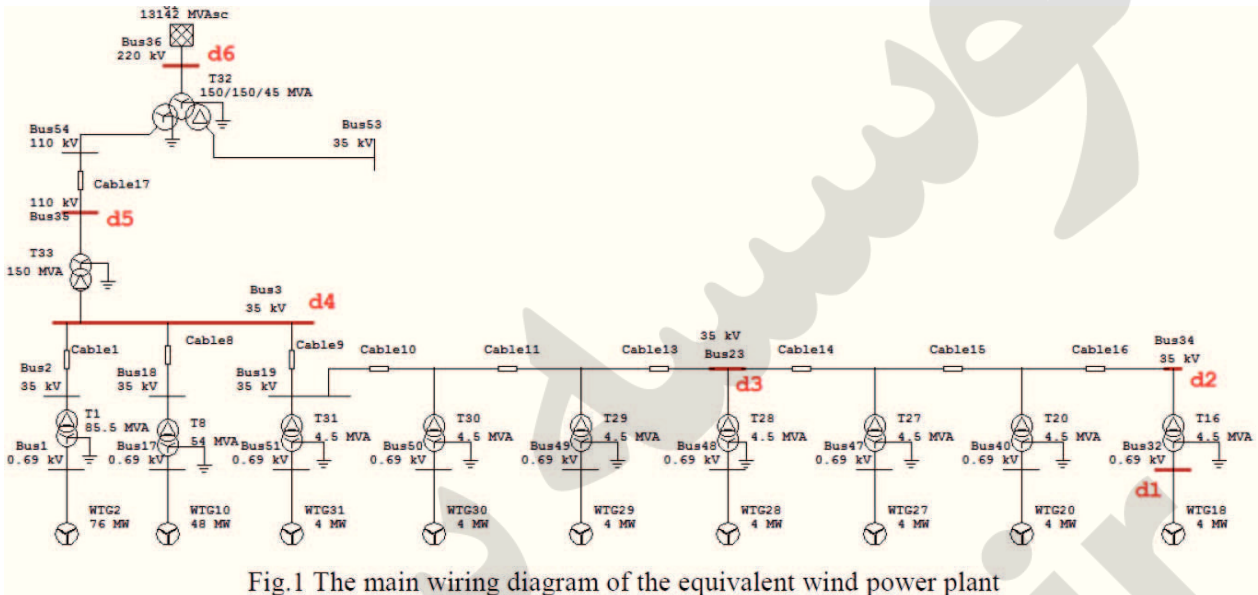 13142 MVAsc
Bus36
220 kV
d6
T32
150/150/45 MVA
Bus54
110 kV
Bus53
35 kV
Cable17
110 kV
Bus35
d5
T33
150 MVA
Bus3
35 kV
d4
35 kV
Cable1
Cable8
Cable9
Cable10
Cable11
Cable13
Bus23
Cable14
Cable15
Cable16
Bus34
35 kV
Bus2
35 kV
Bus18
35 kV
Bus19
35 kV
d3
d2
T1
85.5 MVA
T8
54 MVA
T31
4.5 MVA
T30
4.5 MVA
T29
4.5 MVA
T28
4.5 MVA
T27
4.5 MVA
T20
4.5 MVA
T16
4.5 MVA
Bus1
0.69 kV
Bus17
0.69 kV
Bus51
0.69 kV
Bus50
0.69 kV
Bus49
0.69 kV
Bus48
0.69 kV
Bus47
0.69 kV
Bus40
0.69 kV
Bus32
0.69 kV
d1
WTG2
76 MW
WTG10
48 MW
WTG31
4 MW
WTG30
4 MW
WTG29
4 MW
WTG28
4 MW
WTG27
4 MW
WTG20
4 MW
WTG18
4 MW
Fig.1 The main wiring diagram of the equivalent wind power plant